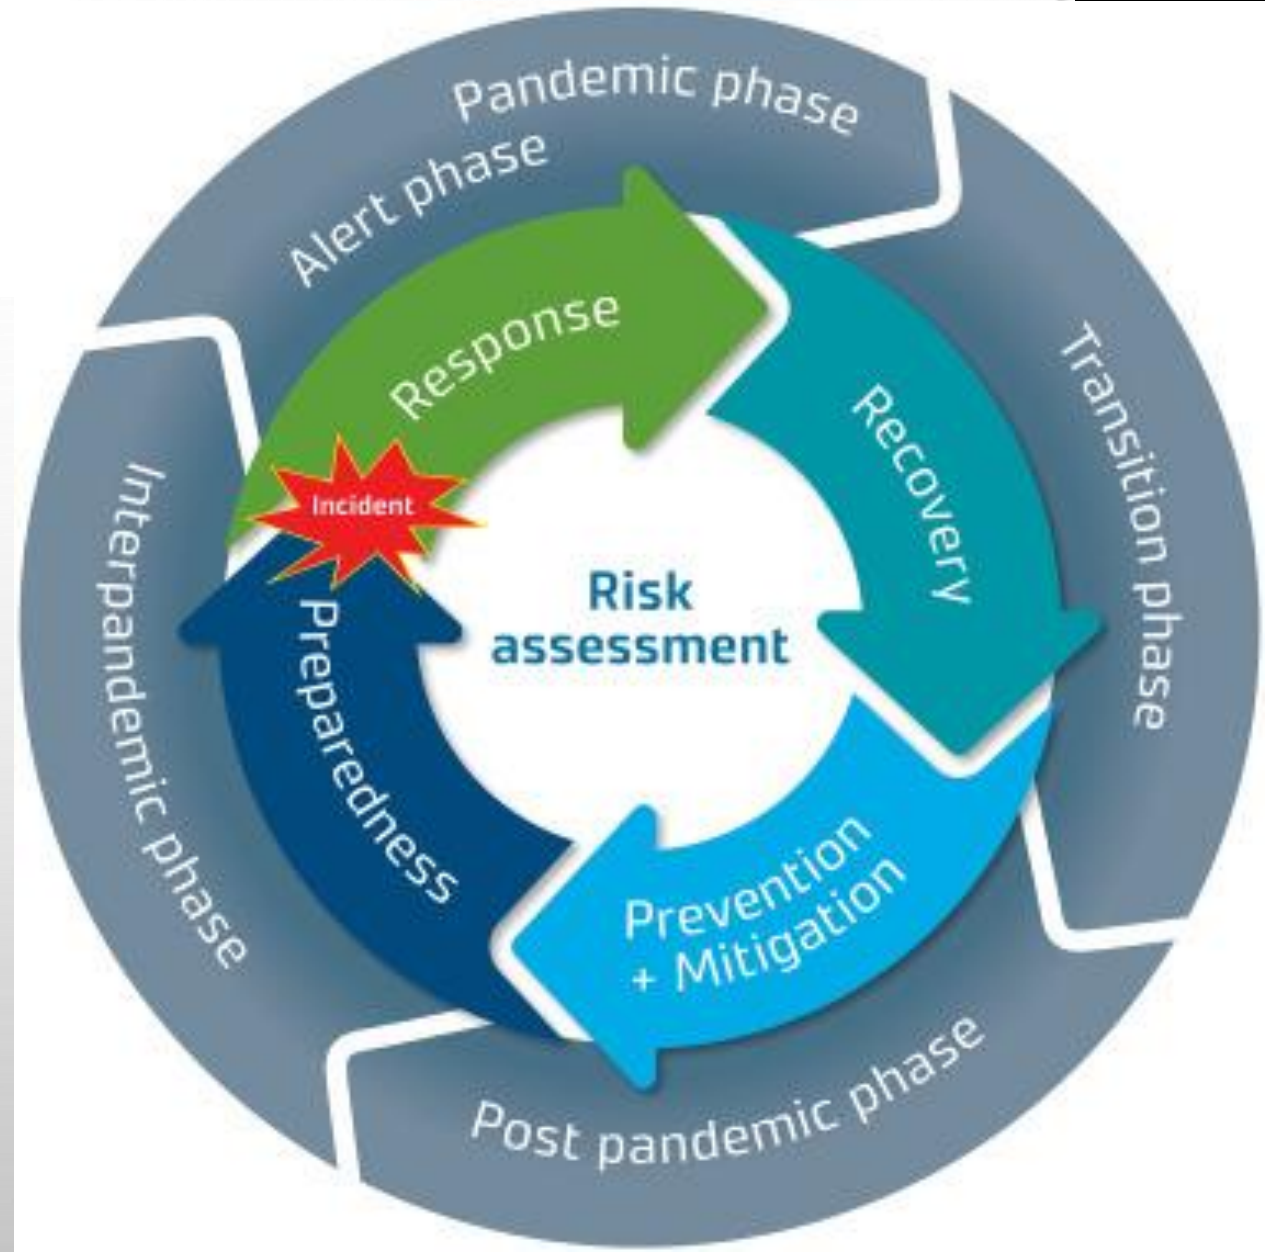 Pandemic phase
Alert phase
Response
Transition phase
Recovery
Incident
Interpandemic phase
Preparedness
Risk
assessment
Prevention
+ Mitigation
Post pandemic phase